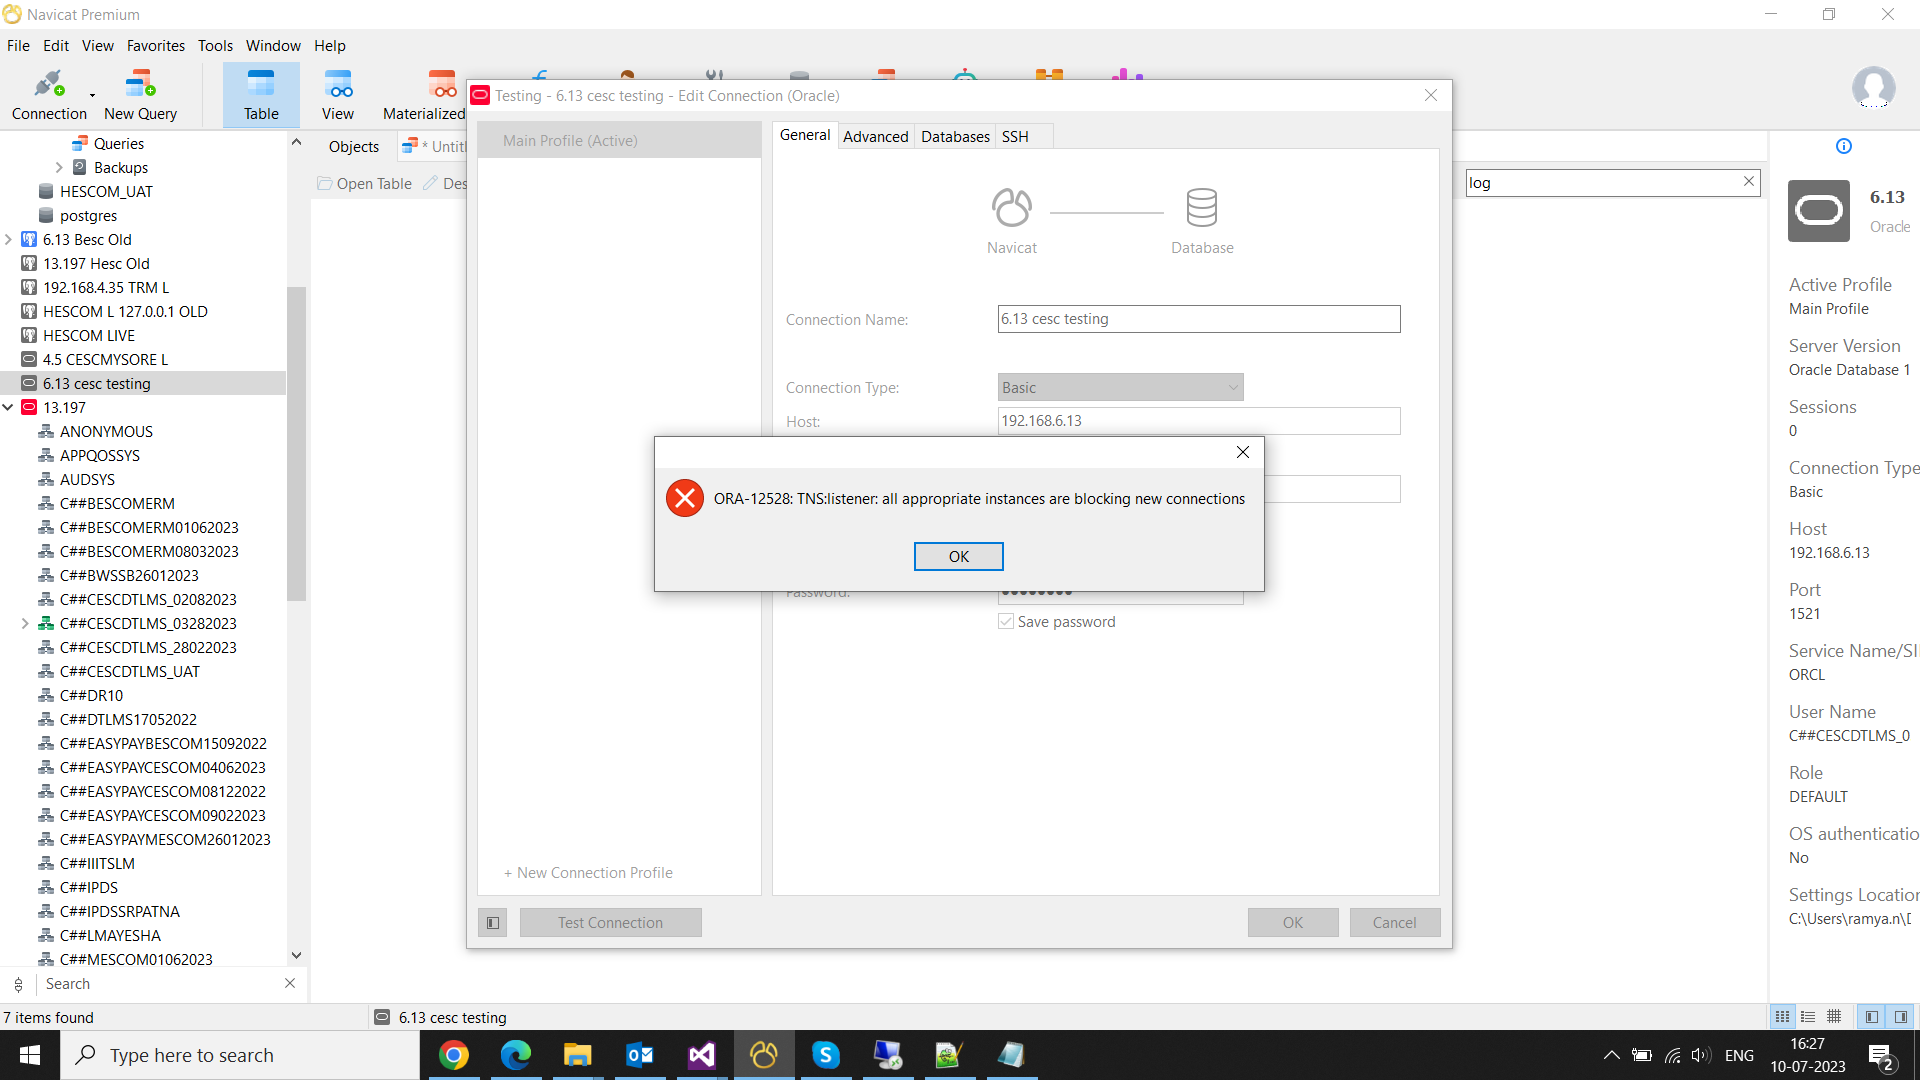 Navicat Premium
File Edit View Favorites Tools Window Help
Connection New Query Table View Materialized
Testing - 6.13 cesc testing - Edit Connection (Oracle)
Queries
Backups
HESCOM_UAT
postgres
6.13 Besc Old
13.197 Hesc Old
192.168.4.35 TRM L
HESCOM L 127.0.0.1 OLD
HESCOM LIVE
4.5 CESCMYSORE L
6.13 cesc testing
13.197
ANONYMOUS
APPQOSSYS
AUDSYS
C##BESCOMERM
C##BESCOMERM01062023
C##BESCOMERM08032023
C##BWSSB26012023
C##CESCDTLMS_02082023
C##CESCDTLMS_03282023
C##CESCDTLMS_28022023
C##CESCDTLMS_UAT
C##DR10
C##DTLMS17052022
C##EASYPAYBESCOM15092022
C##EASYPAYCESCOM04062023
C##EASYPAYCESCOM08122022
C##EASYPAYCESCOM09022023
C##EASYPAYMESCOM26012023
C##IIITSLM
C##IPDS
C##IPDSSRPATNA
C##LMAYESHA
C##MESCOM01062023
Search
7 items found
Objects * Untitl
Open Table Des
Main Profile (Active)
+ New Connection Profile
General Advanced Databases SSH
Navicat Database
Connection Name: 6.13 cesc testing
Connection Type: Basic
Host: 192.168.6.13
ORA-12528: TNS:listener: all appropriate instances are blocking new connections
OK
Password:
Save password
Test Connection OK Cancel
log
6.13
Oracle
Active Profile
Main Profile
Server Version
Oracle Database 1
Sessions
0
Connection Type
Basic
Host
192.168.6.13
Port
1521
Service Name/SI
ORCL
User Name
C##CESCDTLMS_0
Role
DEFAULT
OS authenticatio
No
Settings Location
C:\Users\ramya.n\D
6.13 cesc testing
Type here to search
ENG
16:27
10-07-2023
2